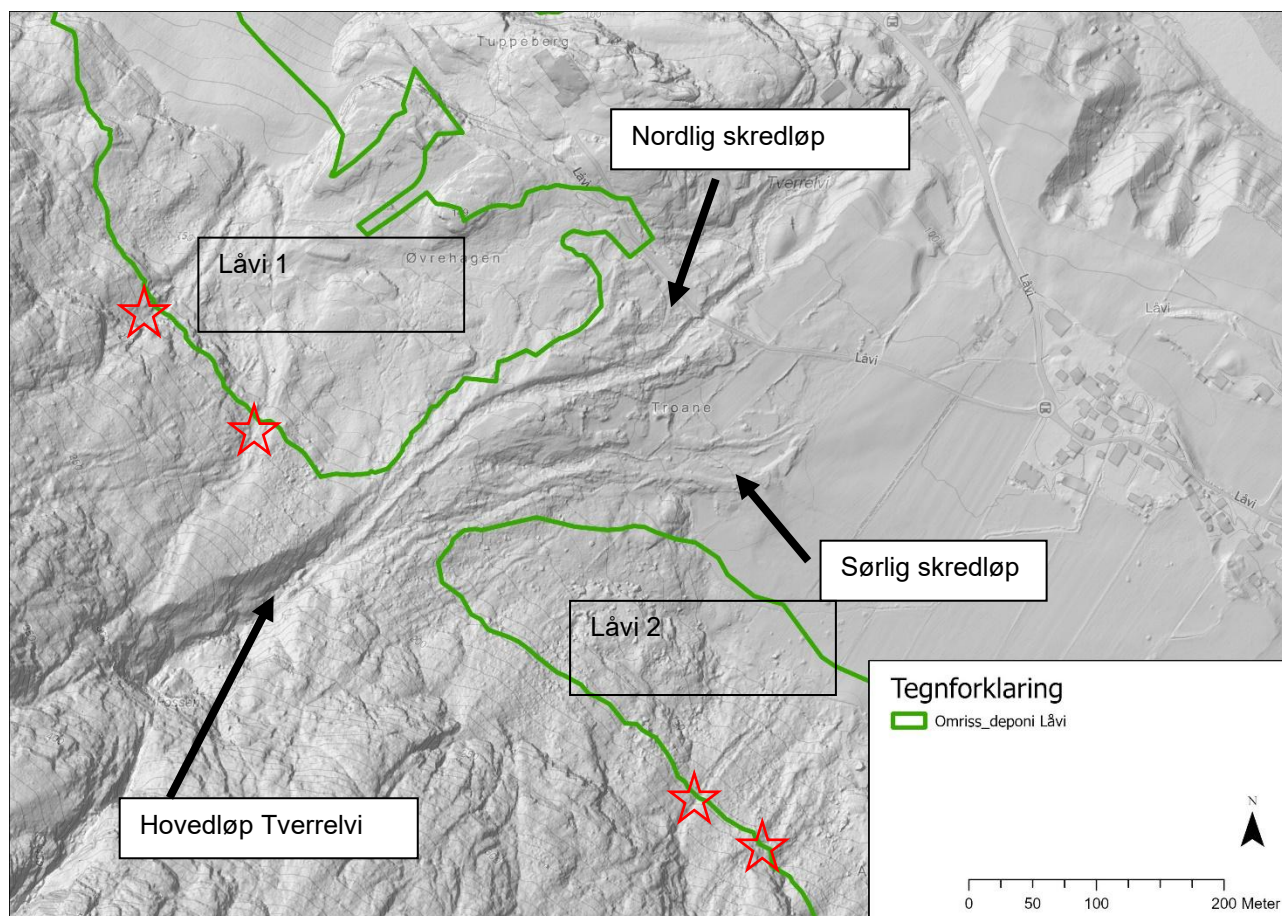 Tuppeberg
Nordlig skredløp
Låvi
Tverrelvi
Låvi 1
Øvrehagen
Låvi
Låvi
Låvi
Troane
Låvi
Sørlig skredløp
Låvi 2
Hovedløp Tverrelvi
Tegnforklaring
Omriss_deponi Låvi
N
0 50 100 200 Meter